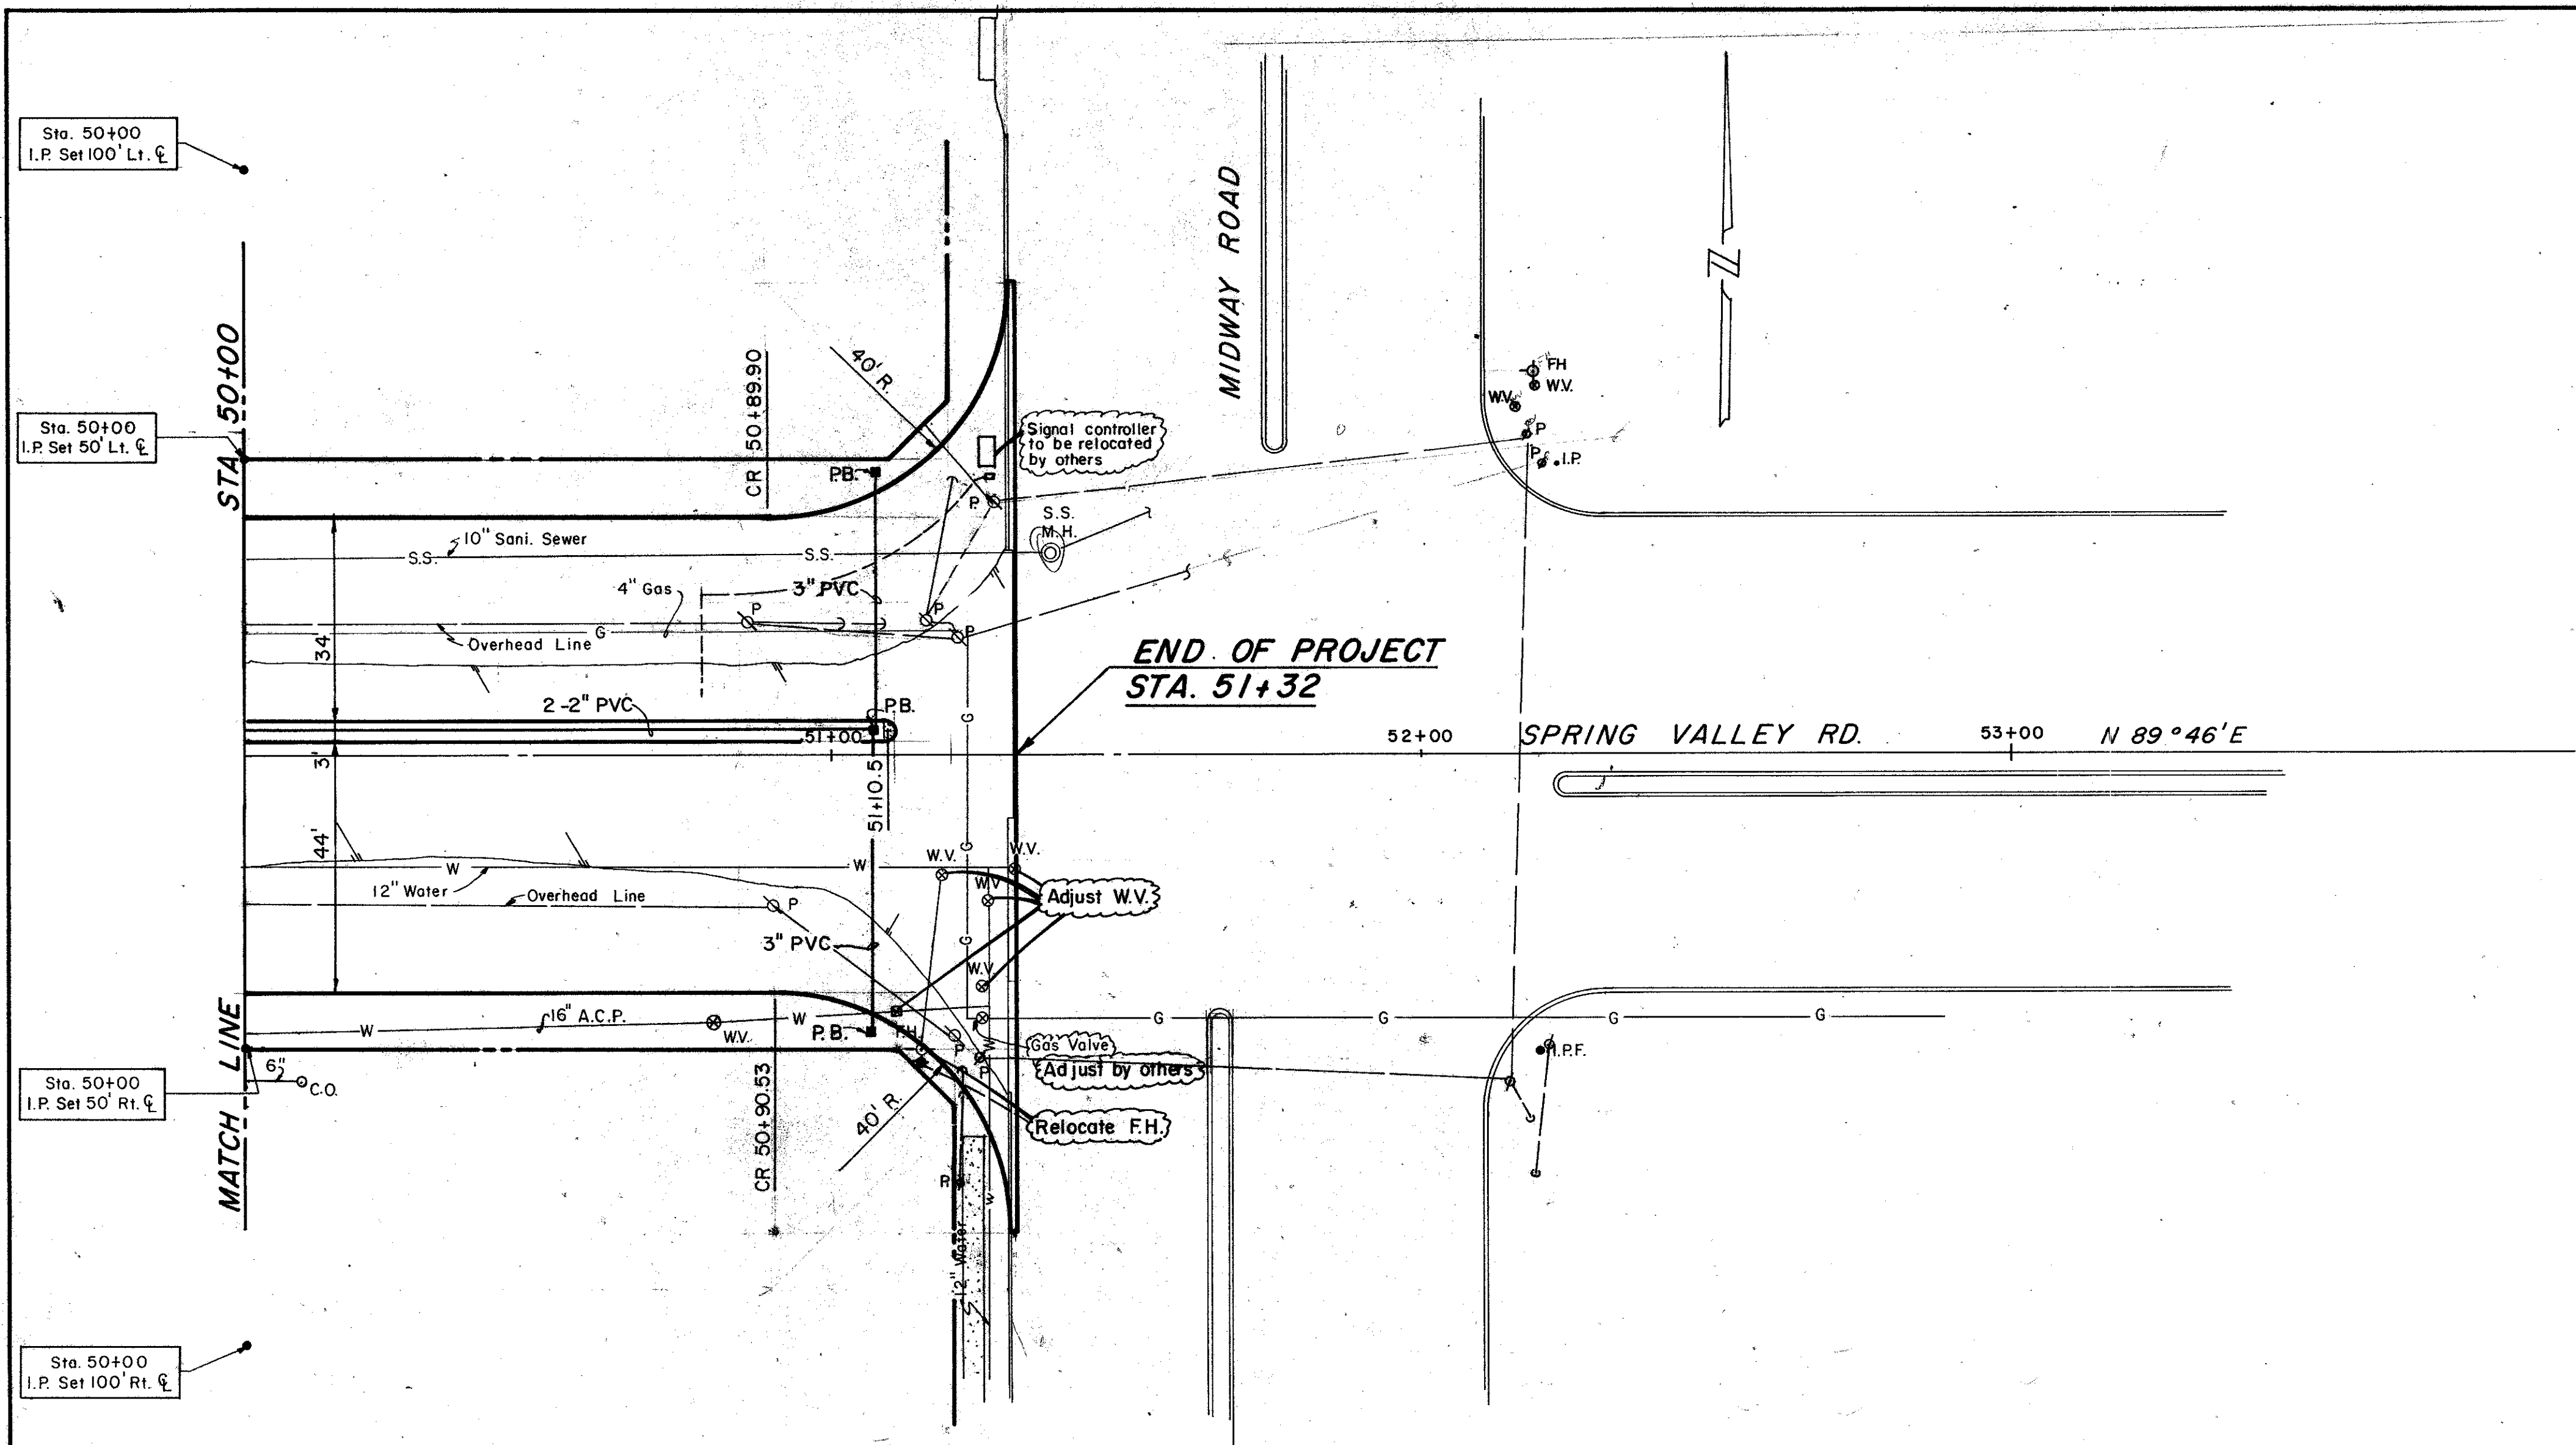 Sta. 50+00
I.P. Set 100' Lt. ℄
STA 50+00
MIDWAY ROAD
N
CR 50+89.90
40' R.
FH
W.V.
W.V.
P
P
I.P.
Sta. 50+00
I.P. Set 50' Lt. ℄
Signal controller
to be relocated
by others
P.B.
P.
S.S.
M.H.
10" Sani. Sewer
S.S.
S.S.
4" Gas
3" PVC
P
P
P
G
Overhead Line
34'
END OF PROJECT
STA. 51+32
2-2" PVC
P.B.
G
51+00
52+00
SPRING VALLEY RD.
53+00
N 89°46'E
3'
51+10.5
44'
G
W
W
W.V.
W.V.
12" Water
Overhead Line
P
W.V.
Adjust W.V.
3" PVC
G
W.V.
MATCH LINE
W
16" A.C.P.
W.V.
W
P.B.
F.H.
G
G
G
G
P
W
Gas Valve
Adjust by others
P
I.P.F.
6"
C.O.
Sta. 50+00
I.P. Set 50' Rt. ℄
CR 50+90.53
40' R.
Relocate F.H.
W
12" Water
Sta. 50+00
I.P. Set 100' Rt. ℄